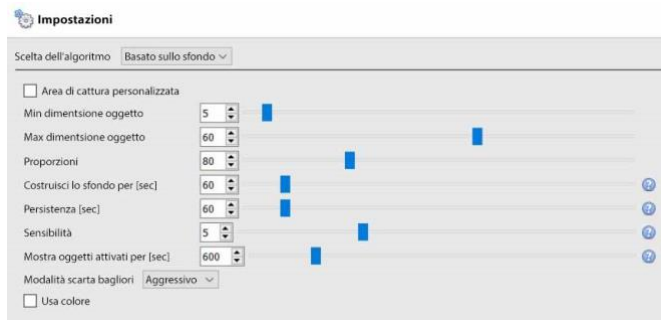 Impostazioni
Scelta dell'algoritmo Basato sullo sfondo
Area di cattura personalizzata
Min dimentsione oggetto 5
Max dimentsione oggetto 60
Proporzioni 80
Costruisci lo sfondo per [sec] 60
Persistenza [sec] 60
Sensibilità 5
Mostra oggetti attivati per [sec] 600
Modalità scarta bagliori Aggressivo
Usa colore